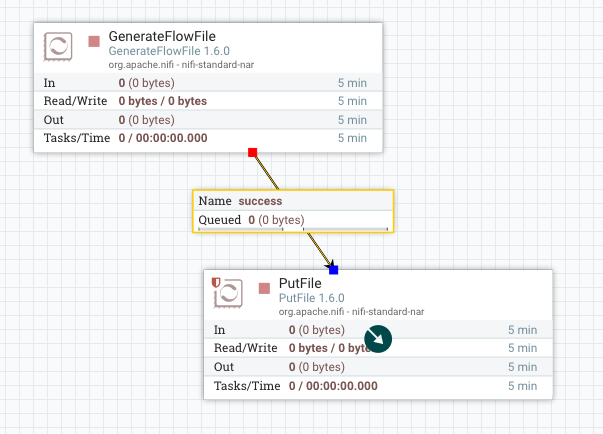 GenerateFlowFile
GenerateFlowFile 1.6.0
org.apache.nifi - nifi-standard-nar
In 0 (0 bytes) 5 min
Read/Write 0 bytes / 0 bytes 5 min
Out 0 (0 bytes) 5 min
Tasks/Time 0 / 00:00:00.000 5 min
Name success
Queued 0 (0 bytes)
PutFile
PutFile 1.6.0
org.apache.nifi - nifi-standard-nar
In 0 (0 bytes) 5 min
Read/Write 0 bytes / 0 byte 5 min
Out 0 (0 bytes) 5 min
Tasks/Time 0 / 00:00:00.000 5 min